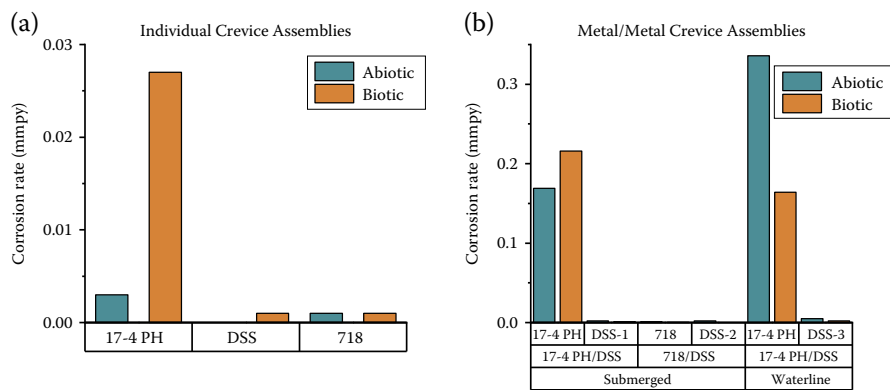 (a)
Individual Crevice Assemblies
0.03
0.02
0.01
0.00
Corrosion rate (mmpy)
Abiotic
Biotic
17-4 PH DSS 718
(b)
Metal/Metal Crevice Assemblies
0.3
0.2
0.1
0.0
Corrosion rate (mmpy)
Abiotic
Biotic
17-4 PH DSS-1 718 DSS-2 17-4 PH DSS-3
17-4 PH/DSS 718/DSS 17-4 PH/DSS
Submerged Waterline